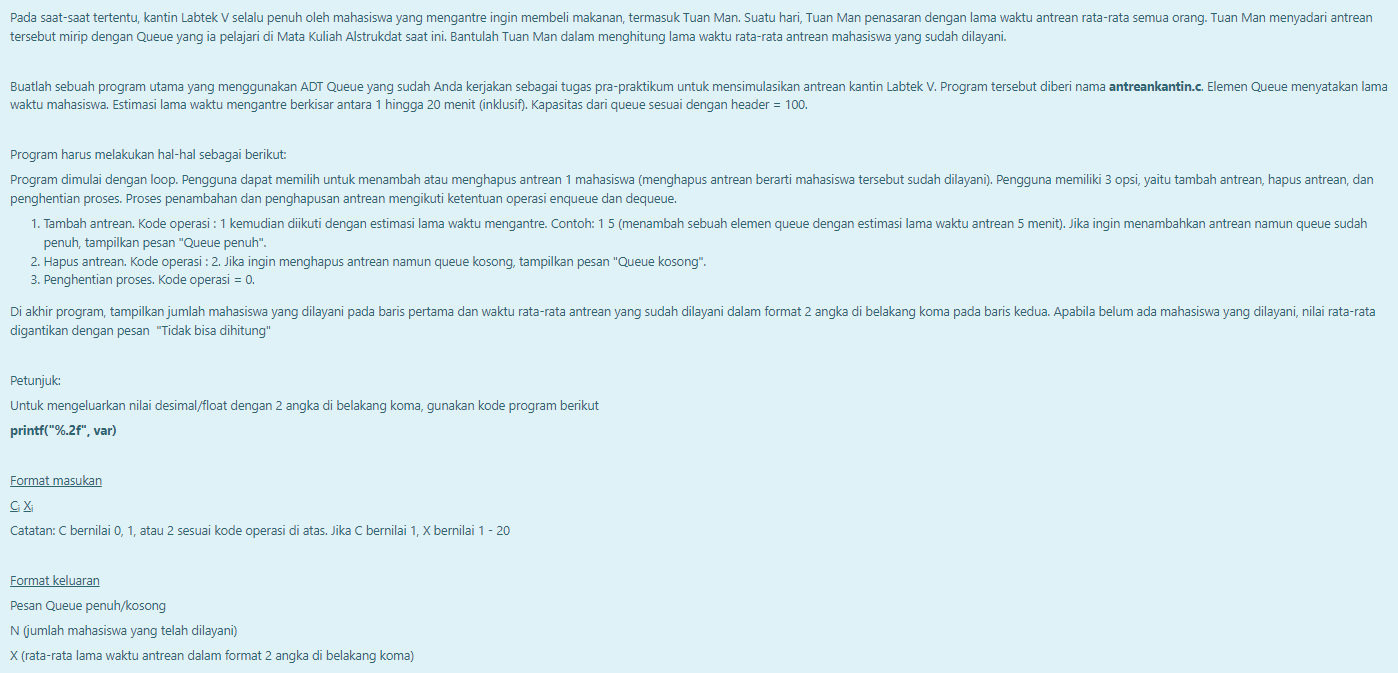 Pada saat-saat tertentu, kantin Labtek V selalu penuh oleh mahasiswa yang mengantre ingin membeli makanan, termasuk Tuan Man. Suatu hari, Tuan Man penasaran dengan lama waktu antrean rata-rata semua orang. Tuan Man menyadari antrean
tersebut mirip dengan Queue yang ia pelajari di Mata Kuliah Alstrukdat saat ini. Bantulah Tuan Man dalam menghitung lama waktu rata-rata antrean mahasiswa yang sudah dilayani.
Buatlah sebuah program utama yang menggunakan ADT Queue yang sudah Anda kerjakan sebagai tugas pra-praktikum untuk mensimulasikan antrean kantin Labtek V. Program tersebut diberi nama antreankantin.c. Elemen Queue menyatakan lama
waktu mahasiswa. Estimasi lama waktu mengantre berkisar antara 1 hingga 20 menit (inklusif). Kapasitas dari queue sesuai dengan header = 100.
Program harus melakukan hal-hal sebagai berikut:
Program dimulai dengan loop. Pengguna dapat memilih untuk menambah atau menghapus antrean 1 mahasiswa (menghapus antrean berarti mahasiswa tersebut sudah dilayani). Pengguna memiliki 3 opsi, yaitu tambah antrean, hapus antrean, dan
penghentian proses. Proses penambahan dan penghapusan antrean mengikuti ketentuan operasi enqueue dan dequeue.
1. Tambah antrean. Kode operasi : 1 kemudian diikuti dengan estimasi lama waktu mengantre. Contoh: 1 5 (menambah sebuah elemen queue dengan estimasi lama waktu antrean 5 menit). Jika ingin menambahkan antrean namun queue sudah
penuh, tampilkan pesan "Queue penuh".
2. Hapus antrean. Kode operasi : 2. Jika ingin menghapus antrean namun queue kosong, tampilkan pesan "Queue kosong".
3. Penghentian proses. Kode operasi = 0.
Di akhir program, tampilkan jumlah mahasiswa yang dilayani pada baris pertama dan waktu rata-rata antrean yang sudah dilayani dalam format 2 angka di belakang koma pada baris kedua. Apabila belum ada mahasiswa yang dilayani, nilai rata-rata
digantikan dengan pesan "Tidak bisa dihitung"
Petunjuk:
Untuk mengeluarkan nilai desimal/float dengan 2 angka di belakang koma, gunakan kode program berikut
printf("%.2f", var)
Format masukan
Ci Xi
Catatan: C bernilai 0, 1, atau 2 sesuai kode operasi di atas. Jika C bernilai 1, X bernilai 1 - 20
Format keluaran
Pesan Queue penuh/kosong
N (jumlah mahasiswa yang telah dilayani)
X (rata-rata lama waktu antrean dalam format 2 angka di belakang koma)